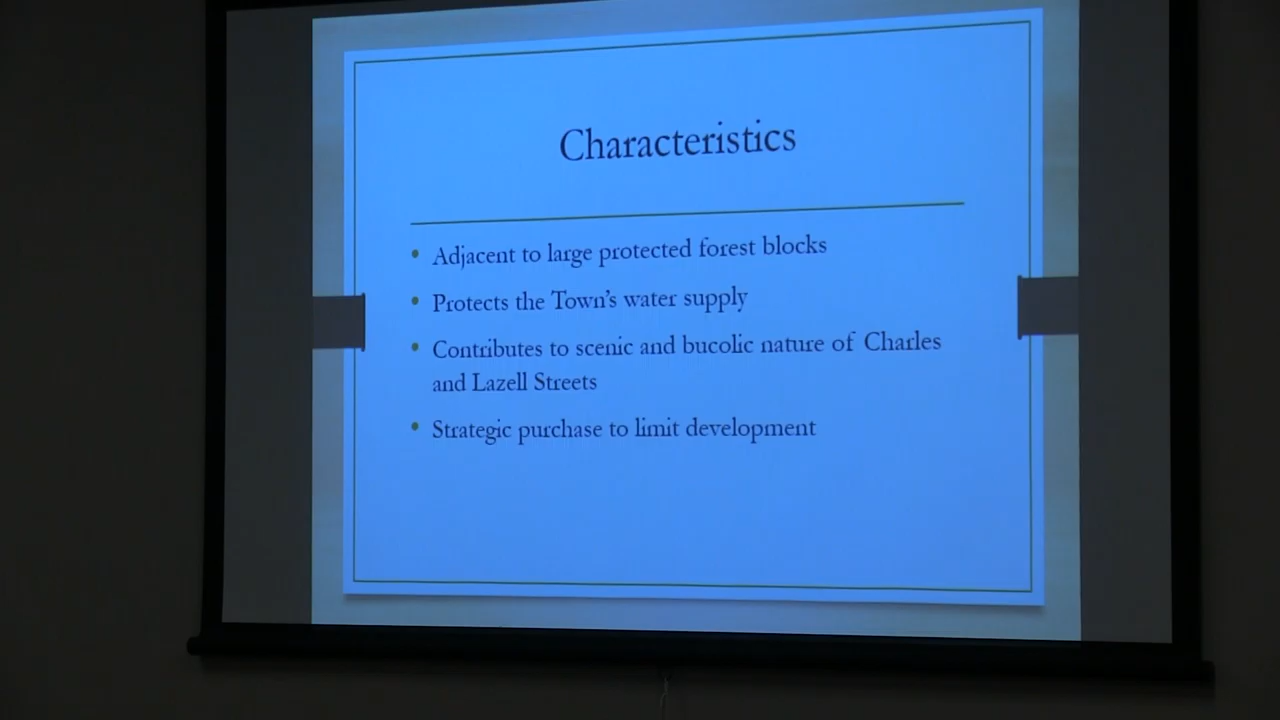 Characteristics
• Adjacent to large protected forest blocks
• Protects the Town's water supply
• Contributes to scenic and bucolic nature of Charles
and Lazell Streets
• Strategic purchase to limit development